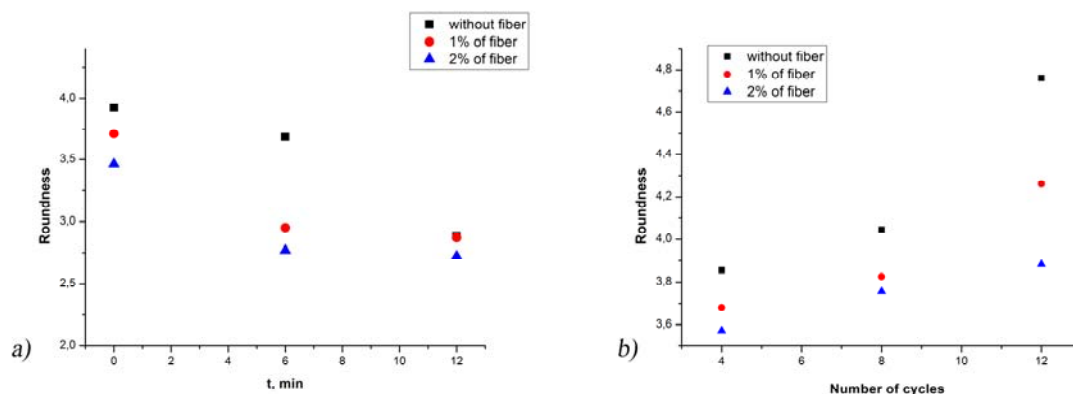 without fiber
1% of fiber
2% of fiber
4,0
3,5
3,0
2,5
2,0
Roundness
0 2 4 6 8 10 12
t, min
a)
without fiber
1% of fiber
2% of fiber
4,8
4,6
4,4
4,2
4,0
3,8
3,6
Roundness
4 6 8 10 12
Number of cycles
b)